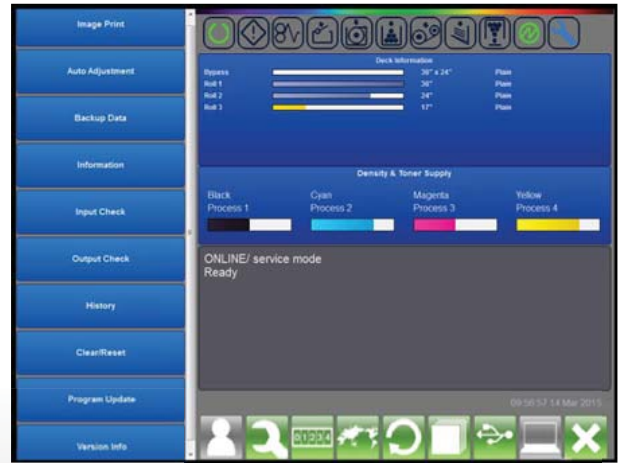 Image Print
Auto Adjustment
Backup Data
Information
Input Check
Output Check
History
Clear/Reset
Program Update
Version Info
Deck Information
Bypass 36" x 24" Plain
Roll 1 36" Plain
Roll 2 24" Plain
Roll 3 17" Plain
Density & Toner Supply
Black Cyan Magenta Yellow
Process 1 Process 2 Process 3 Process 4
ONLINE/ service mode
Ready
09:56:57 14 Mar 2015
01234